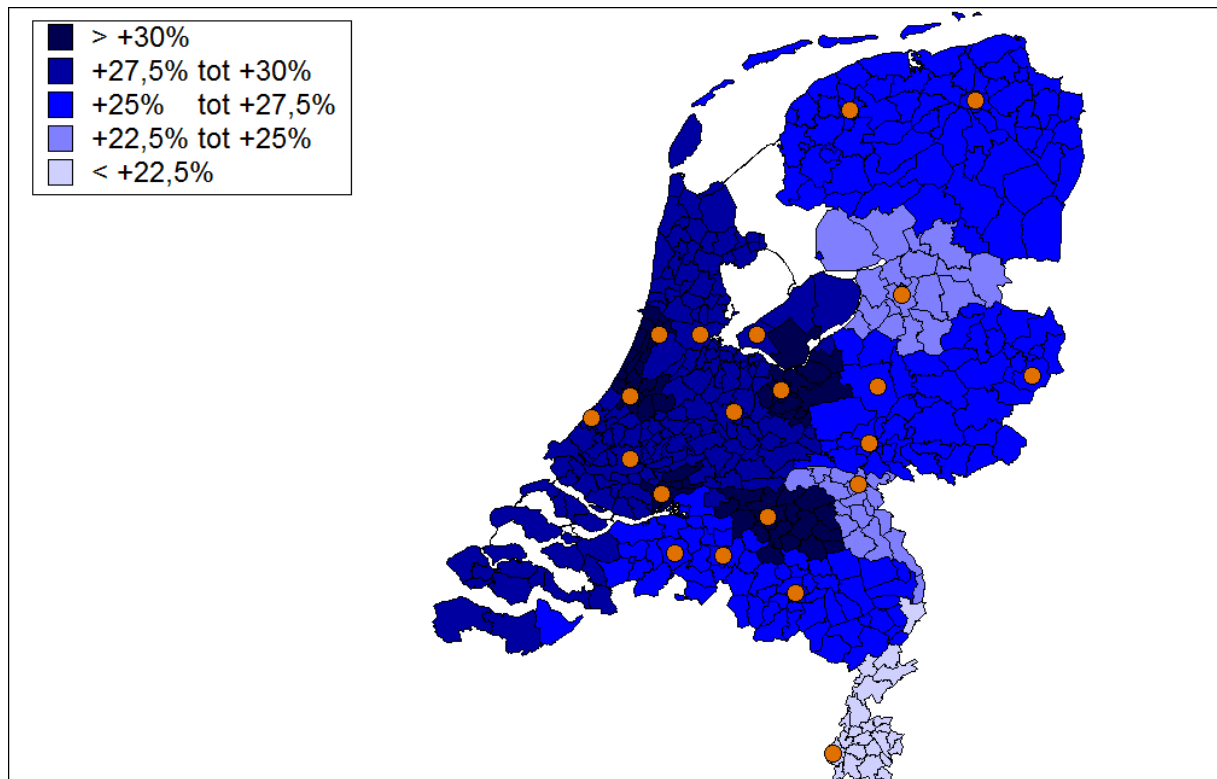 > +30%
+27,5% tot +30%
+25% tot +27,5%
+22,5% tot +25%
< +22,5%